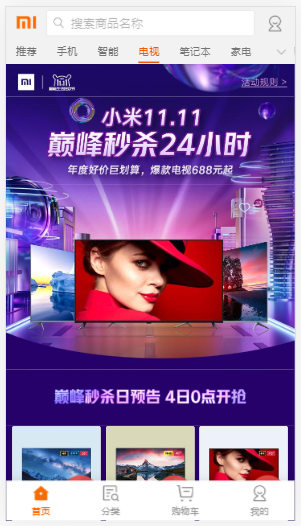 搜索商品名称
推荐 手机 智能 电视 笔记本 家电
活动规则 >
小米11.11
巅峰秒杀24小时
年度好价巨划算，爆款电视688元起
巅峰秒杀日预告 4日0点开抢
首页 分类 购物车 我的